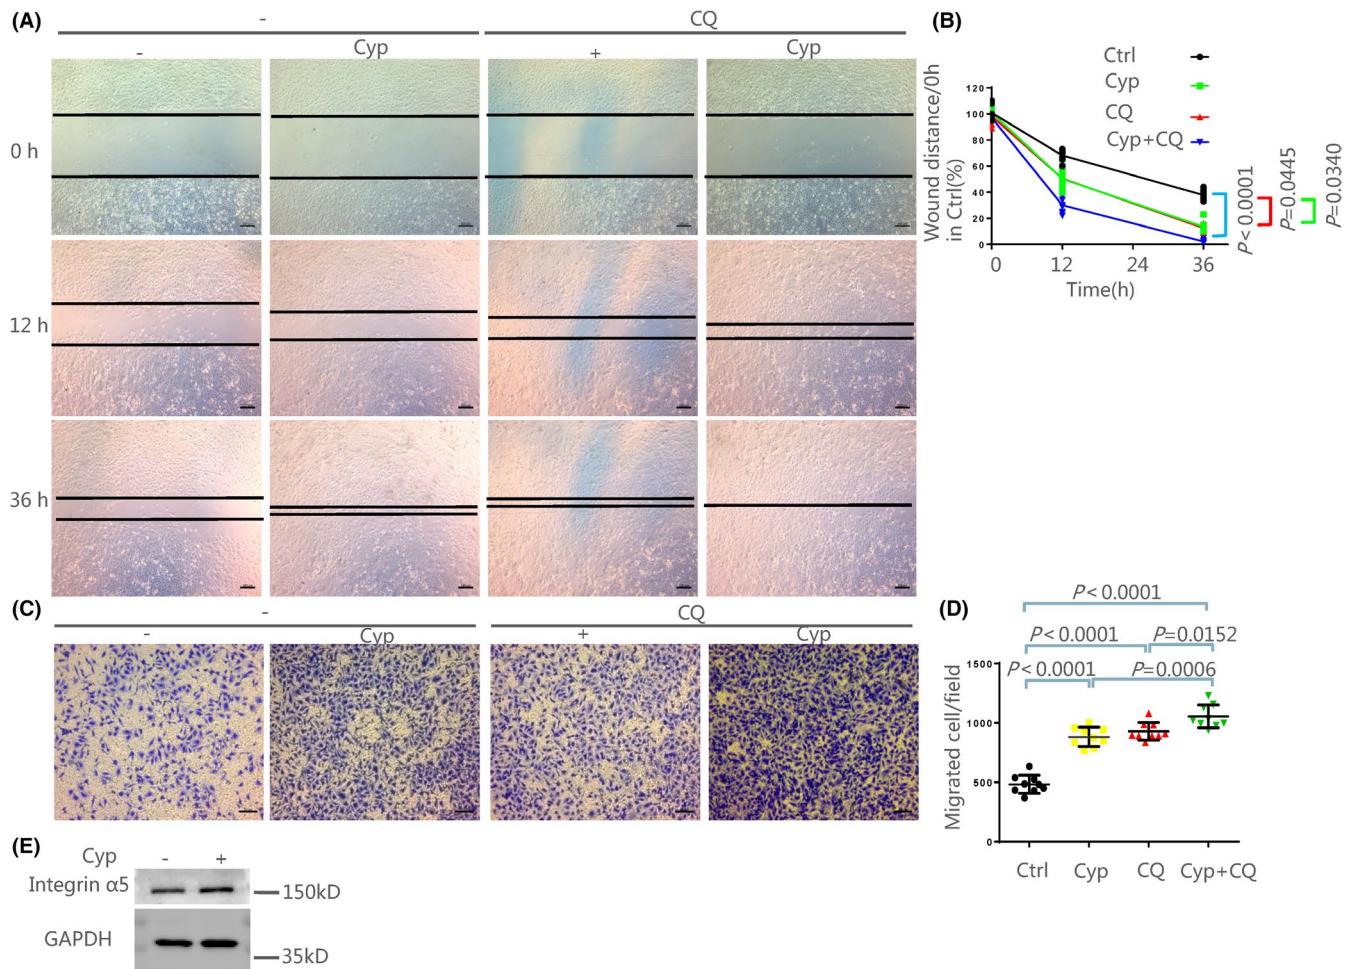 (A)
- CQ
- Cyp + Cyp
0 h
12 h
36 h
(B)
Ctrl
Cyp
CQ
Cyp+CQ
Wound distance/0h
in Ctrl(%)
120
100
80
60
40
20
0
0 12 24 36
Time(h)
P< 0.0001
P=0.0445
P=0.0340
(C)
- CQ
- Cyp + Cyp
(D)
P< 0.0001
P< 0.0001 P=0.0152
P< 0.0001 P=0.0006
Migrated cell/field
1500
1000
500
0
Ctrl Cyp CQ Cyp+CQ
(E)
Cyp - +
Integrin α5 150kD
GAPDH 35kD